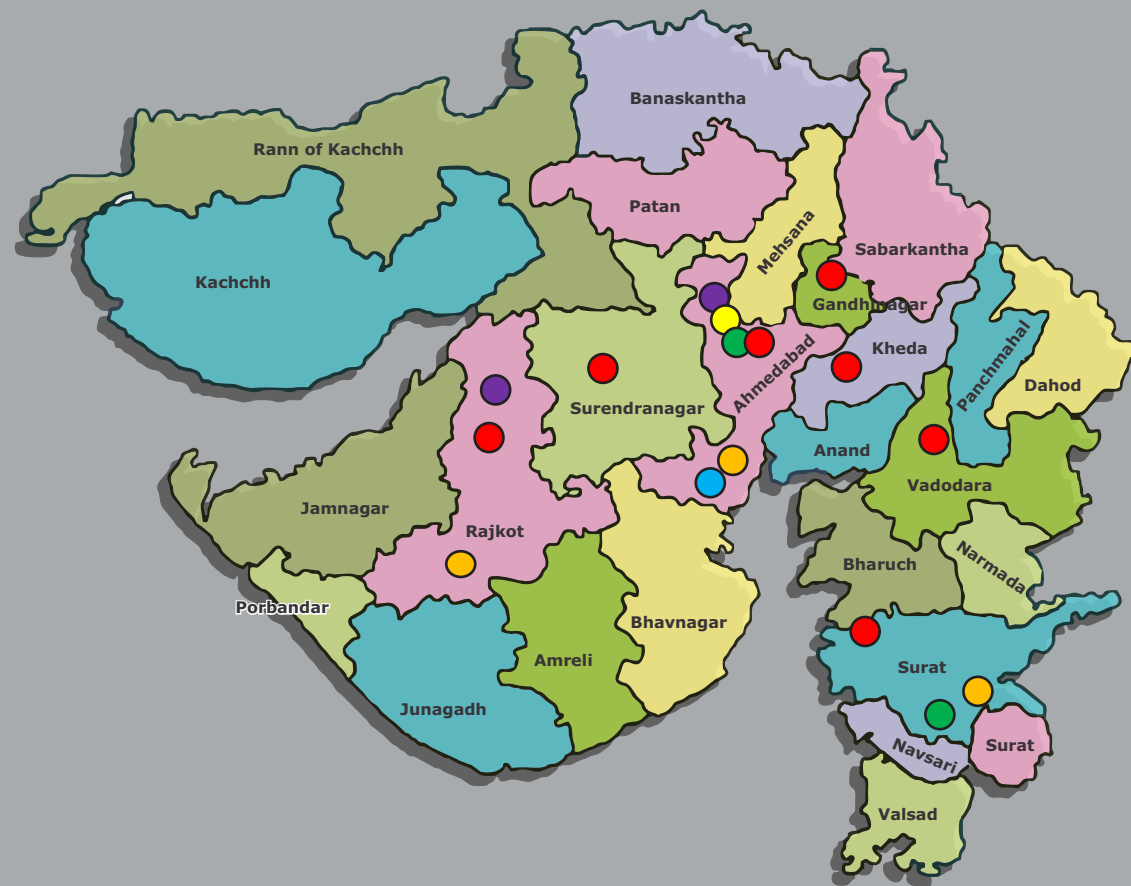 Banaskantha
Rann of Kachchh
Patan
Mehsana
Sabarkantha
Kachchh
Gandhinagar
Kheda
Panchmahal
Ahmedabad
Dahod
Surendranagar
Anand
Vadodara
Jamnagar
Rajkot
Bharuch
Narmada
Porbandar
Bhavnagar
Amreli
Surat
Junagadh
Navsari
Surat
Valsad